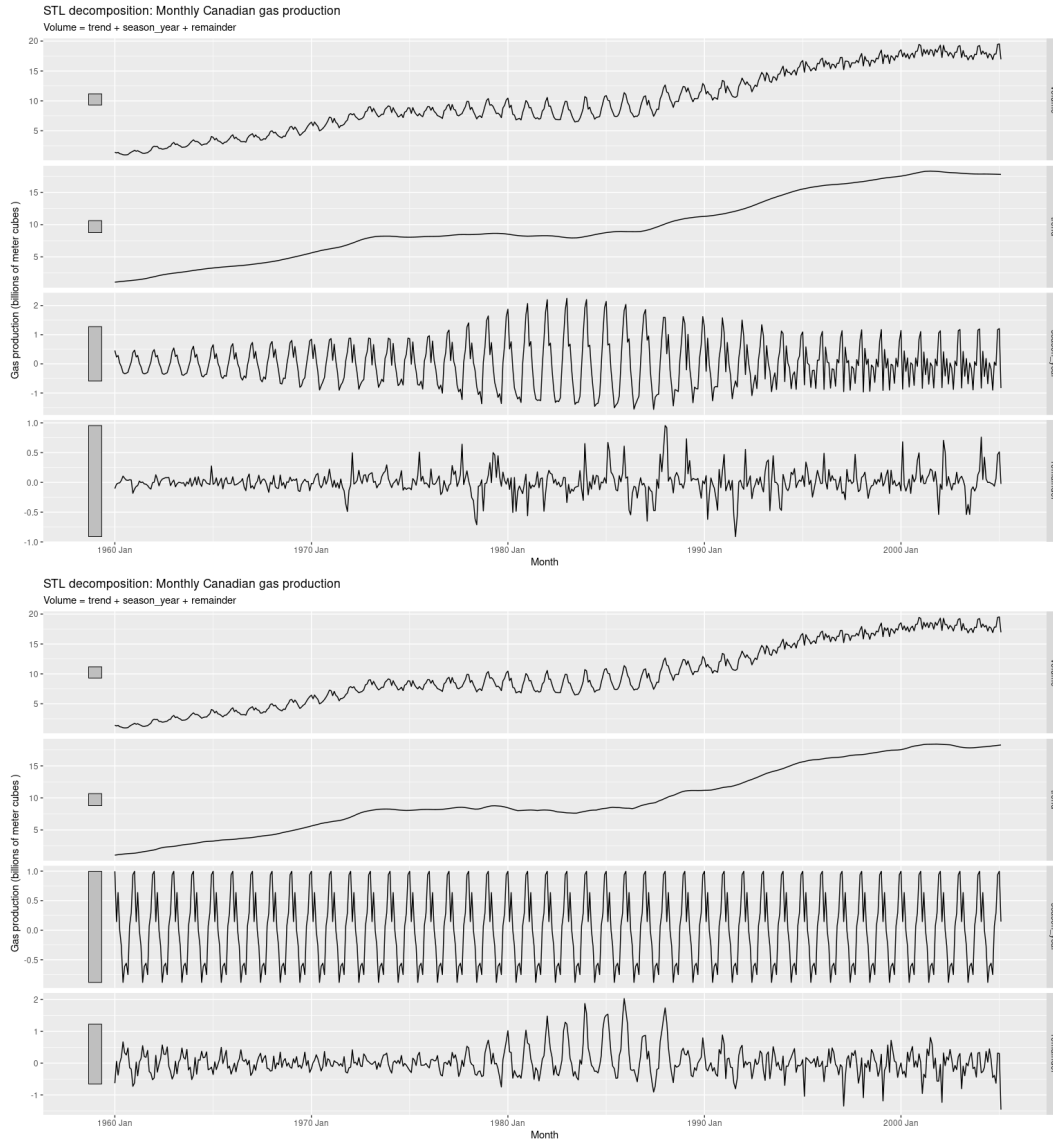 STL decomposition: Monthly Canadian gas production
Volume = trend + season_year + remainder
Gas production (billions of meter cubes )
20
15
10
5
15
10
5
2
1
0
-1
1.0
0.5
0.0
-0.5
-1.0
1960 Jan
1970 Jan
1980 Jan
1990 Jan
2000 Jan
Month
STL decomposition: Monthly Canadian gas production
Volume = trend + season_year + remainder
Gas production (billions of meter cubes )
20
15
10
5
15
10
5
1.0
0.5
0.0
-0.5
2
1
0
-1
1960 Jan
1970 Jan
1980 Jan
1990 Jan
2000 Jan
Month